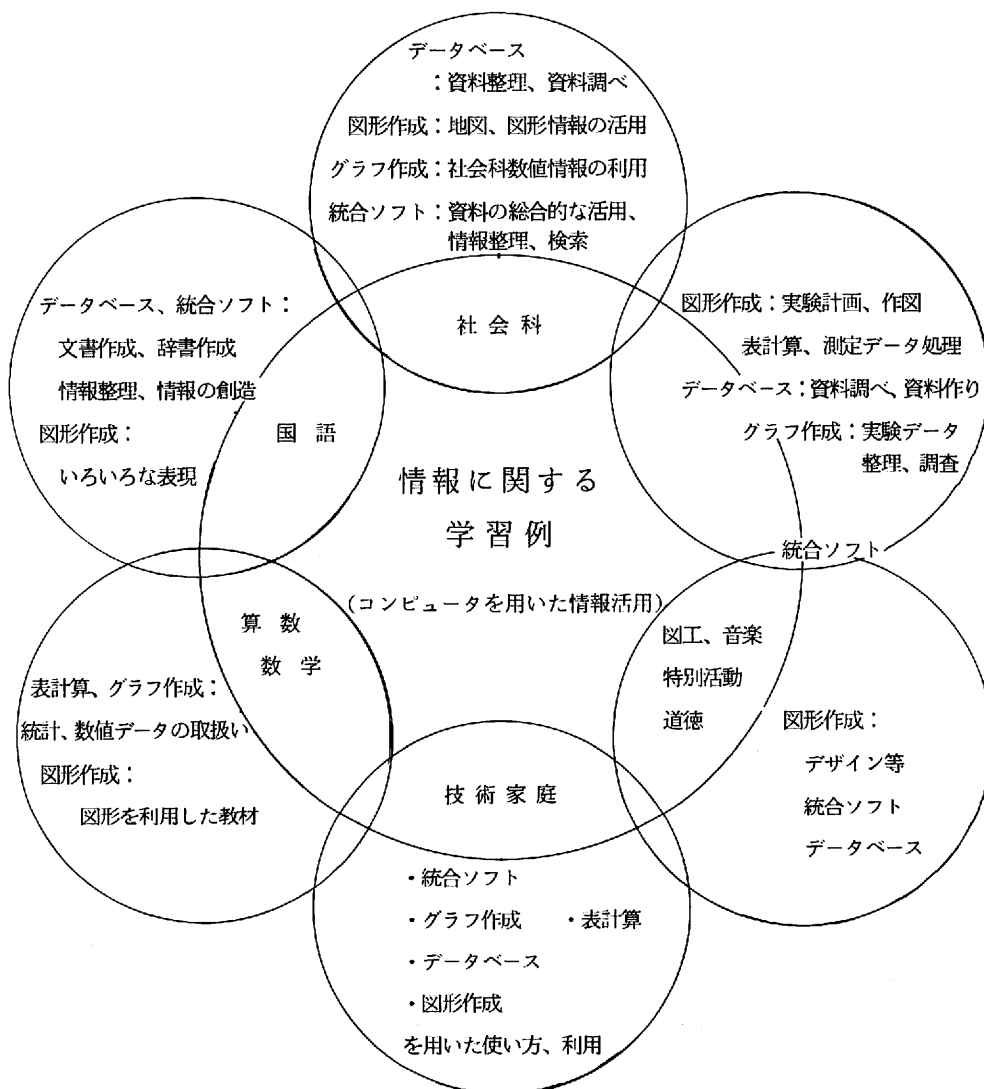 データベース
：資料整理、資料調べ
図形作成：地図、図形情報の活用
グラフ作成：社会科数値情報の利用
統合ソフト：資料の総合的な活用、
情報整理、検索
社会科
データベース、統合ソフト：
文書作成、辞書作成
情報整理、情報の創造
図形作成：
いろいろな表現
国語
図形作成：実験計画、作図
表計算、測定データ処理
データベース：資料調べ、資料作り
グラフ作成：実験データ
整理、調査
統合ソフト
情報に関する
学習例
(コンピュータを用いた情報活用)
算数
数学
表計算、グラフ作成：
統計、数値データの取扱い
図形作成：
図形を利用した教材
図工、音楽
特別活動
道徳
図形作成：
デザイン等
統合ソフト
データベース
技術家庭
・統合ソフト
・グラフ作成 ・表計算
・データベース
・図形作成
を用いた使い方、利用